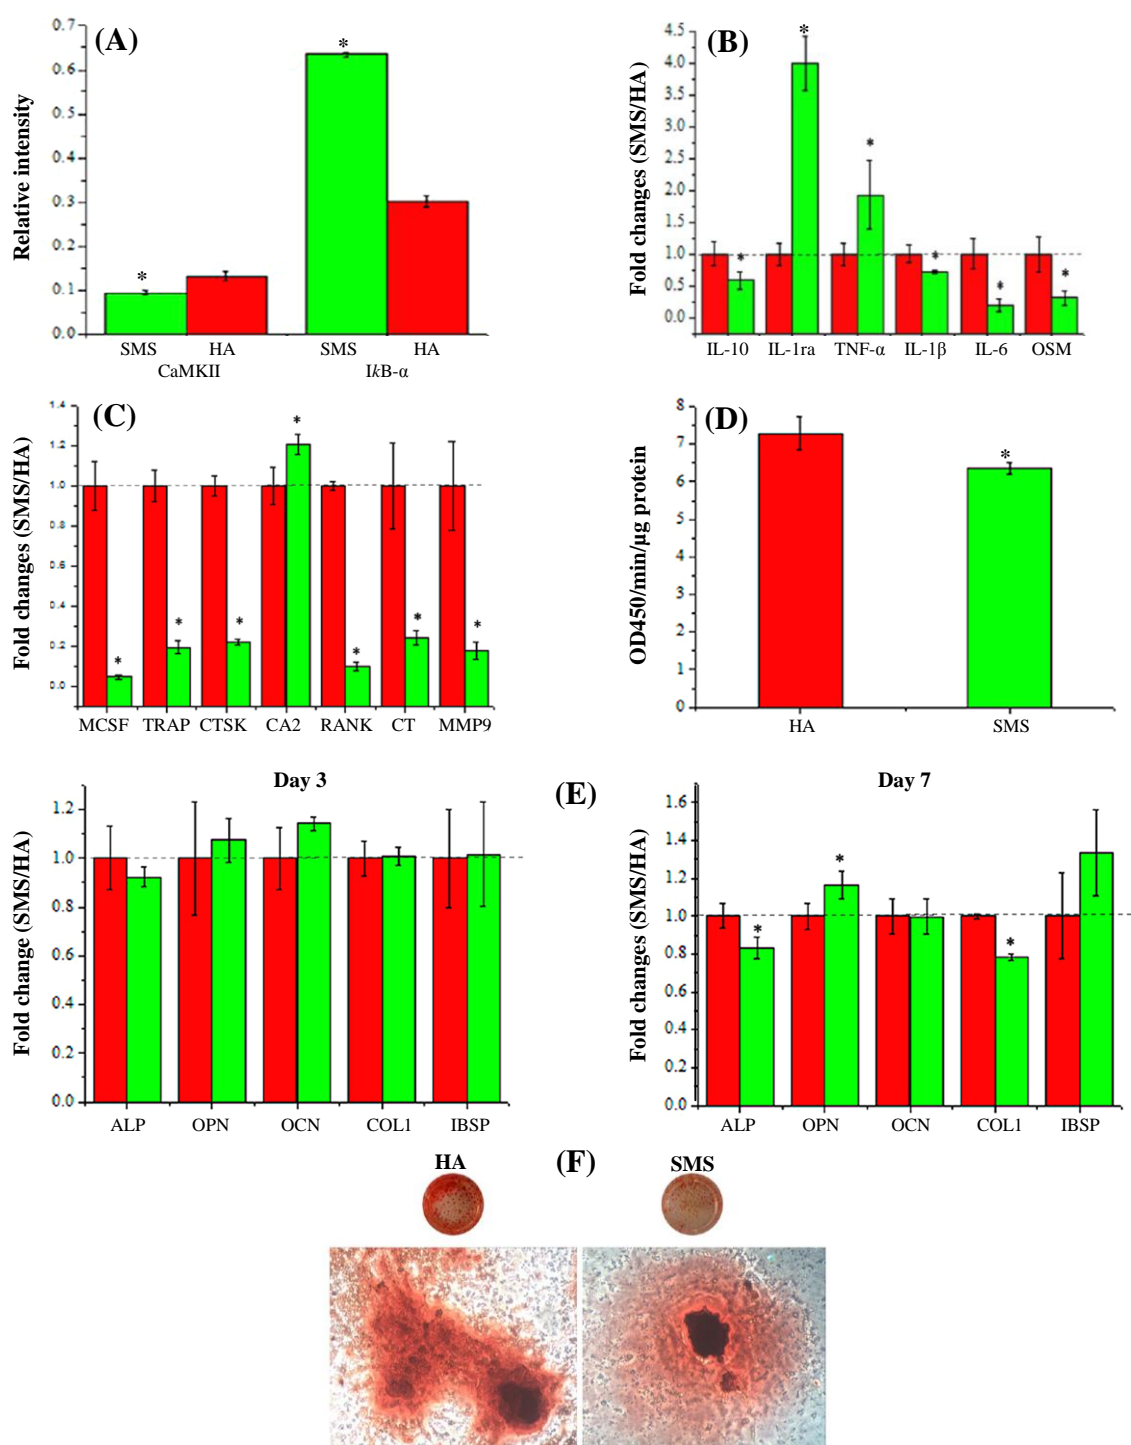 (A)
Relative intensity
0.7
0.6
0.5
0.4
0.3
0.2
0.1
0.0
*
*
SMS HA SMS HA
CaMKII IkB-α
(B)
Fold changes (SMS/HA)
4.5
4.0
3.5
3.0
2.5
2.0
1.5
1.0
0.5
0.0
* * * * * *
IL-10 IL-1ra TNF-α IL-1β IL-6 OSM
(C)
Fold changes (SMS/HA)
1.4
1.2
1.0
0.8
0.6
0.4
0.2
0.0
* * * * * * *
MCSF TRAP CTSK CA2 RANK CT MMP9
(D)
OD450/min/µg protein
8
7
6
5
4
3
2
1
0
*
HA SMS
(E)
Day 3
Fold change (SMS/HA)
1.2
1.0
0.8
0.6
0.4
0.2
0.0
ALP OPN OCN COL1 IBSP
Day 7
Fold changes (SMS/HA)
1.6
1.4
1.2
1.0
0.8
0.6
0.4
0.2
0.0
* * *
ALP OPN OCN COL1 IBSP
HA (F) SMS